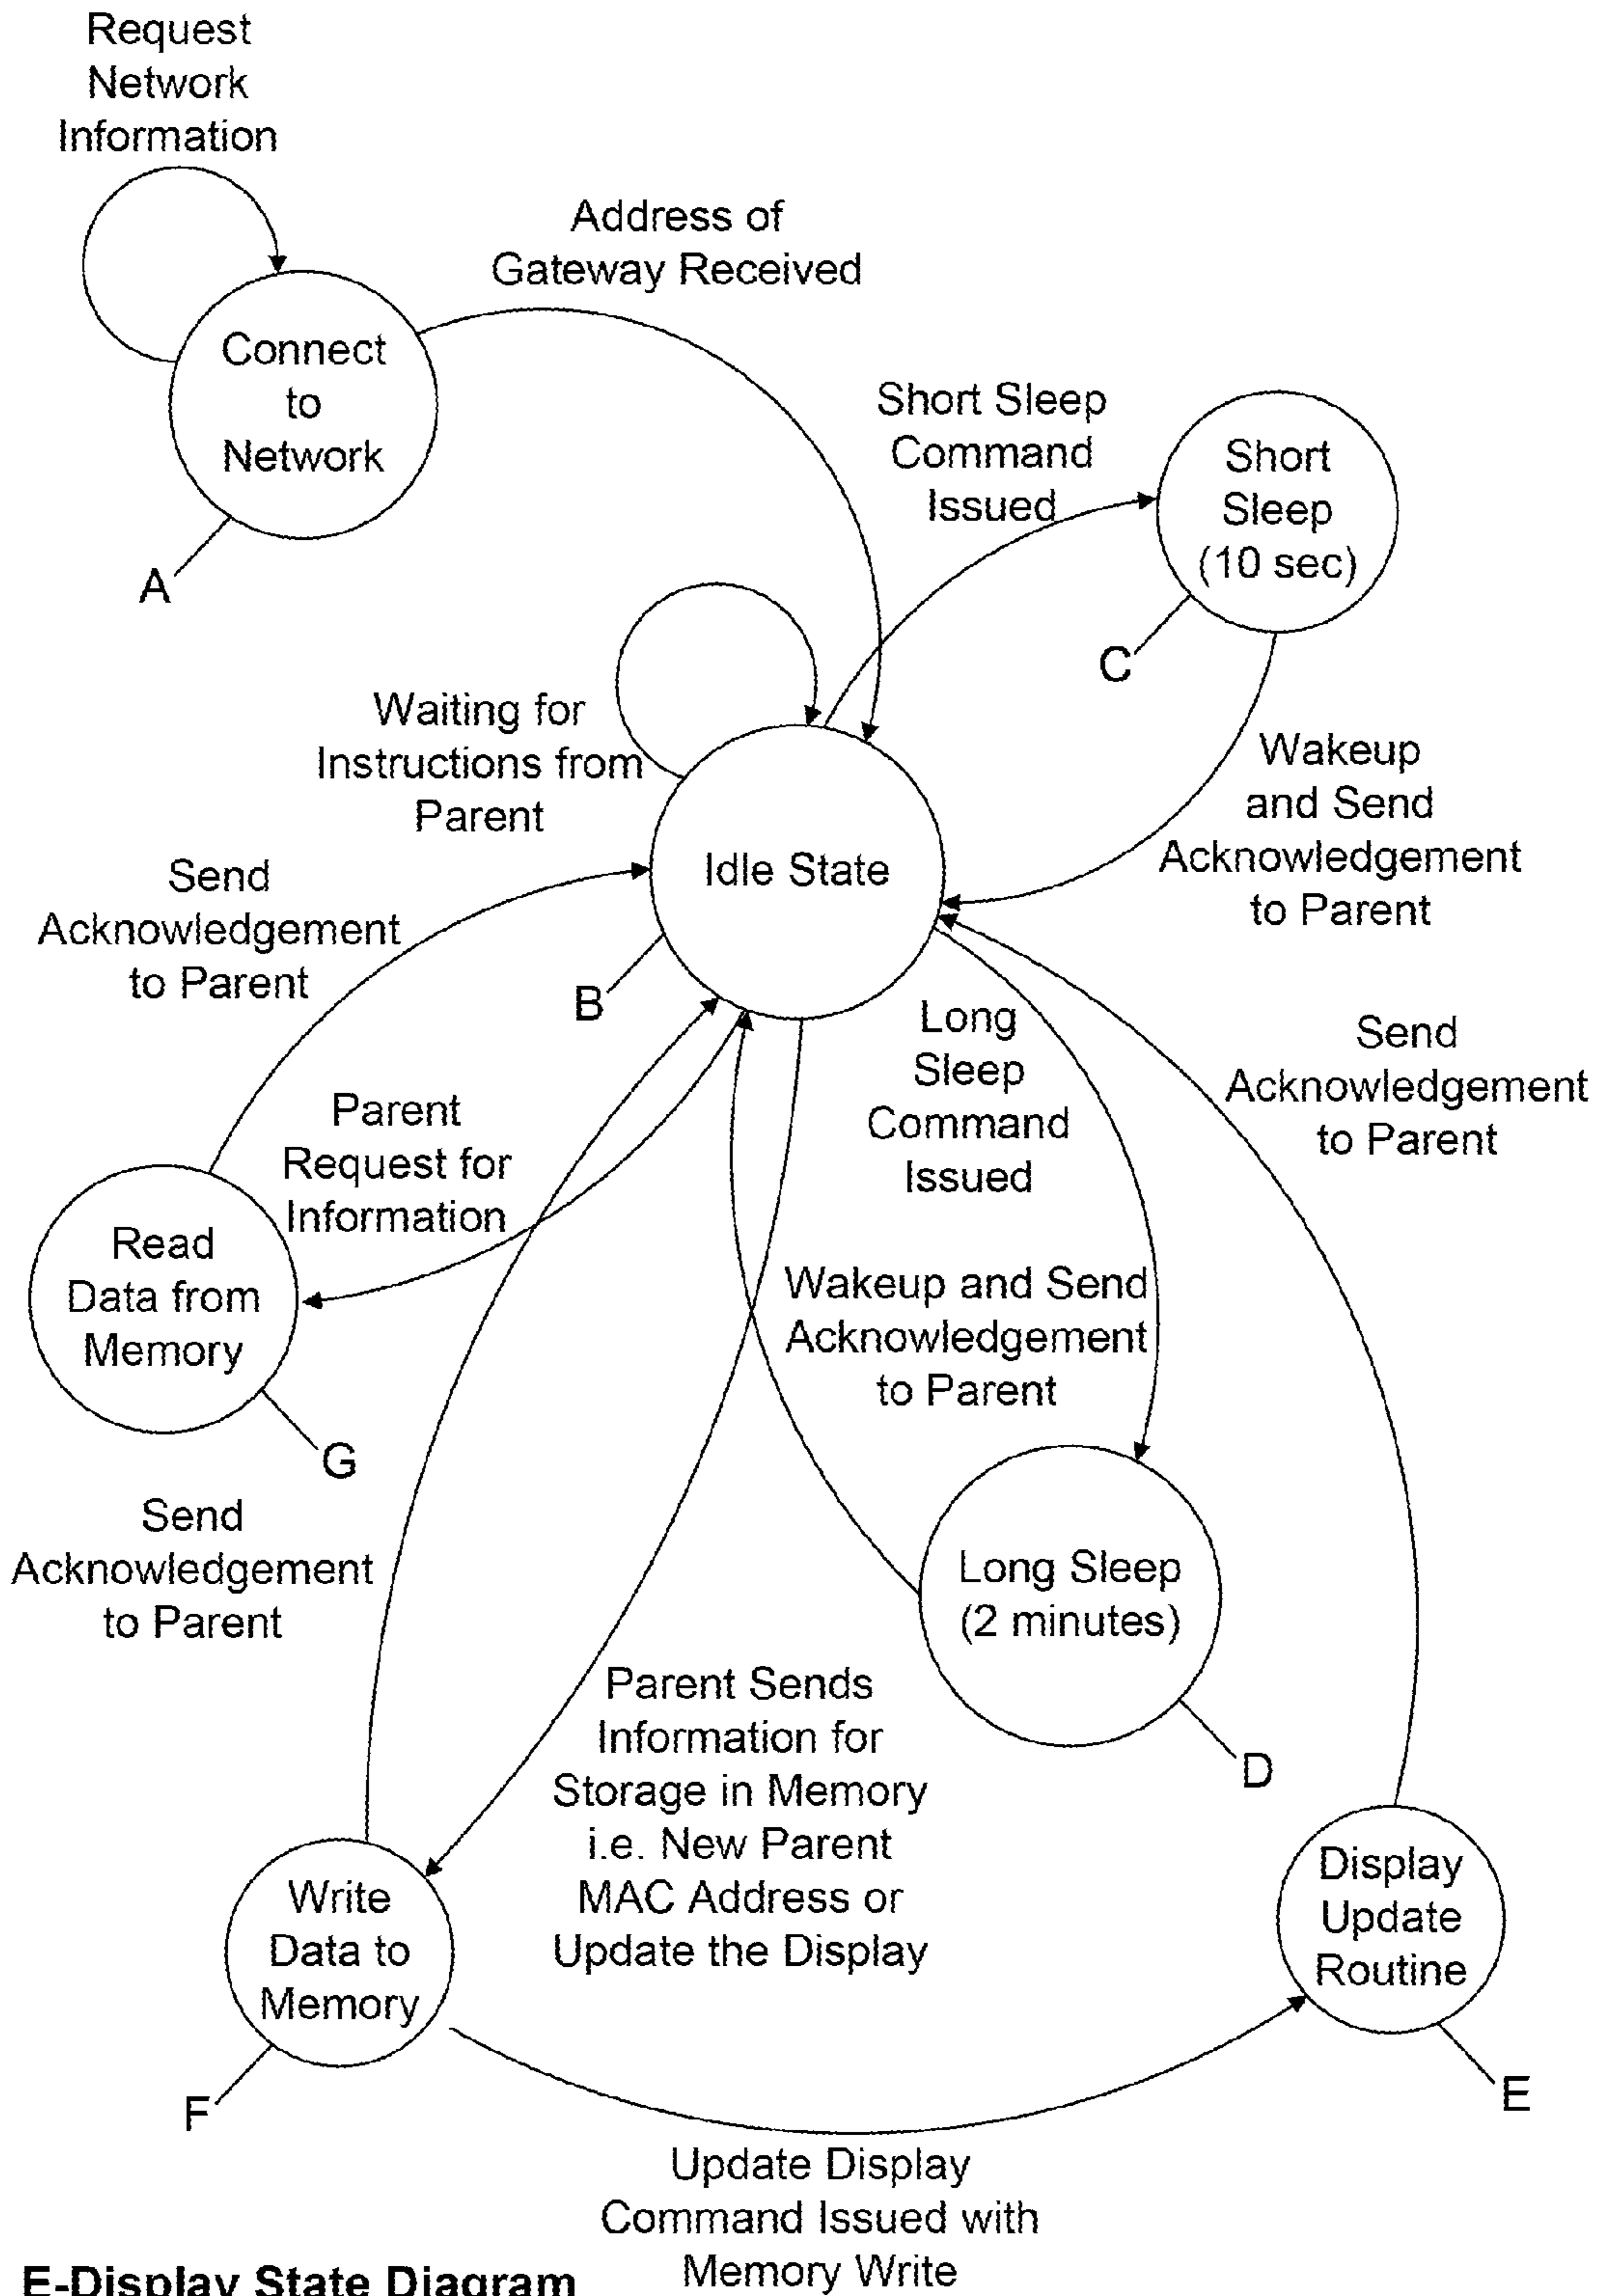 Request
Network
Information
Address of
Gateway Received
Connect
to
Network
A
Short Sleep
Command
Issued
Short
Sleep
(10 sec)
C
Waiting for
Instructions from
Parent
Wakeup
and Send
Acknowledgement
to Parent
Idle State
B
Send
Acknowledgement
to Parent
Long
Sleep
Command
Issued
Send
Acknowledgement
to Parent
Parent
Request for
Information
Read
Data from
Memory
G
Wakeup and Send
Acknowledgement
to Parent
Send
Acknowledgement
to Parent
Long Sleep
(2 minutes)
D
Parent Sends
Information for
Storage in Memory
i.e. New Parent
MAC Address or
Update the Display
Write
Data to
Memory
F
Display
Update
Routine
E
Update Display
Command Issued with
Memory Write
E-Display State Diagram